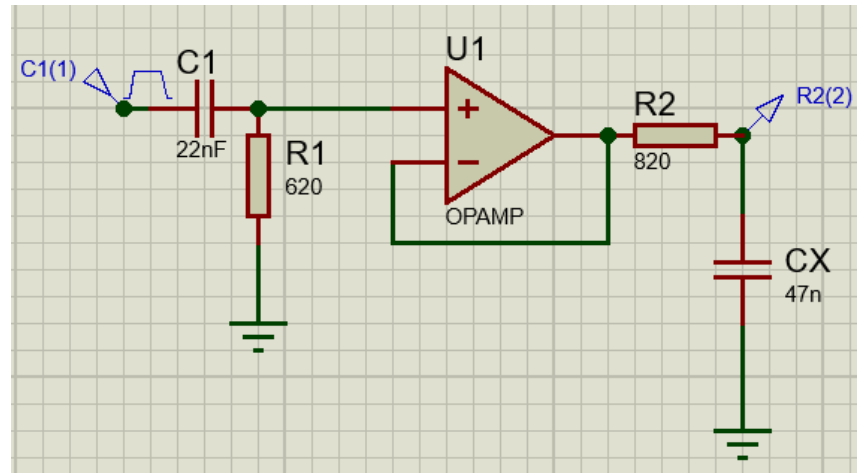 C1(1)
C1
22nF
R1
620
U1
OPAMP
R2
820
R2(2)
CX
47n